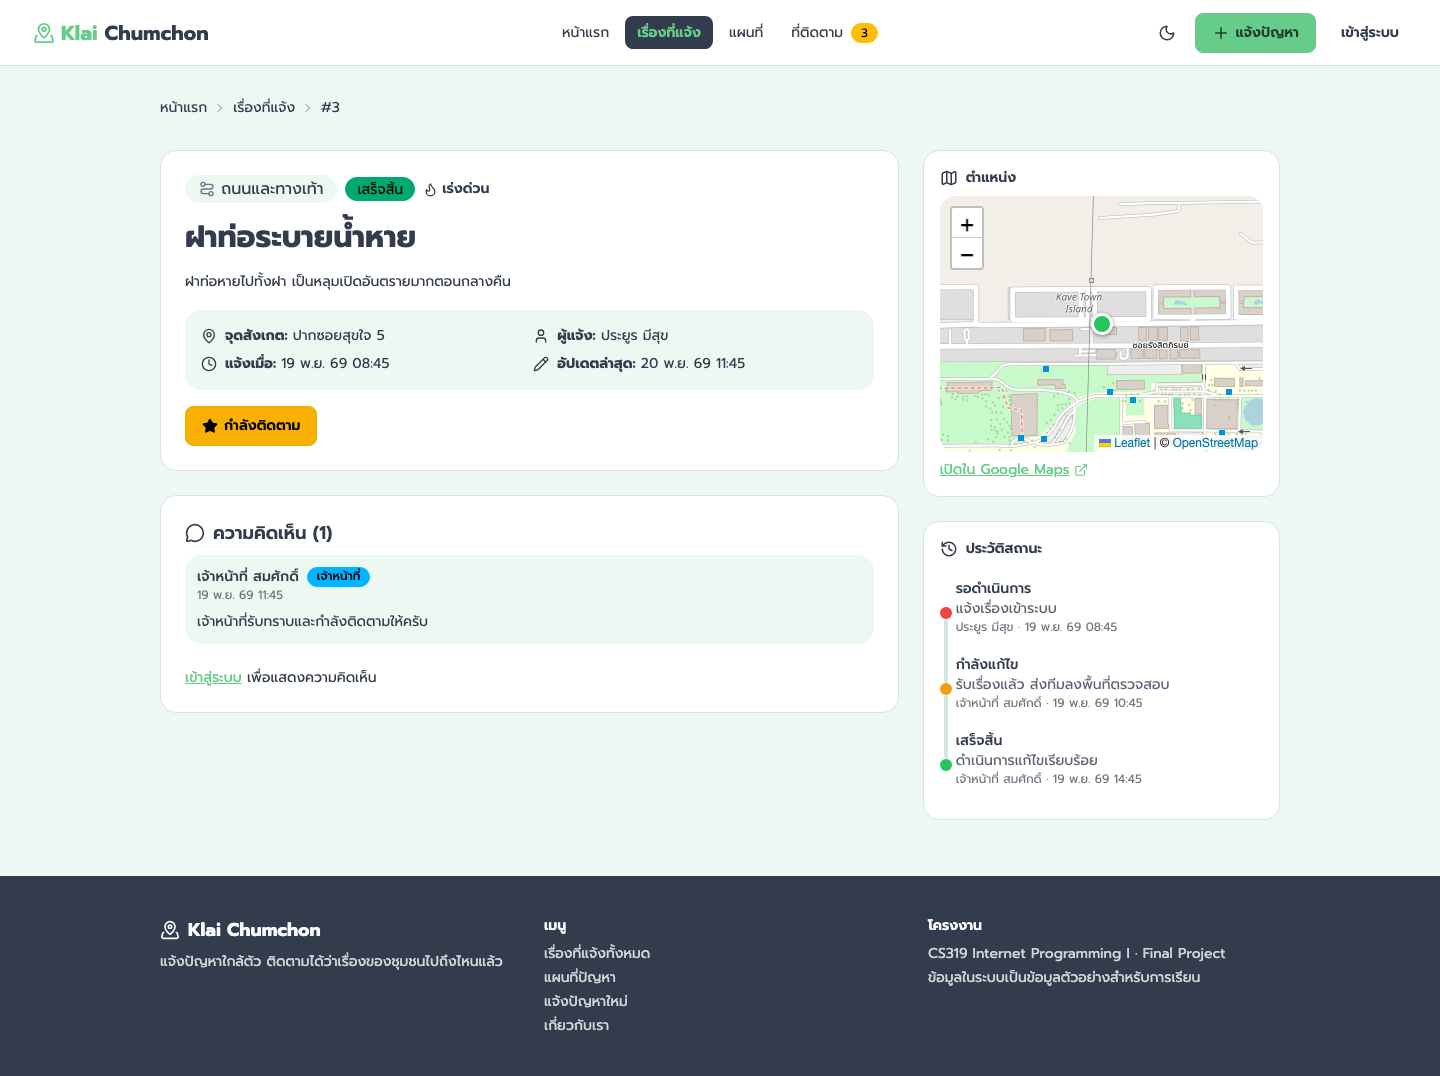 Klai Chumchon
หน้าแรก
เรื่องที่แจ้ง
แผนที่
ที่ติดตาม 3
แจ้งปัญหา
เข้าสู่ระบบ
หน้าแรก > เรื่องที่แจ้ง > #3
ถนนและทางเท้า
เสร็จสิ้น
เร่งด่วน
ฝาท่อระบายน้ำหาย
ฝาท่อหายไปทั้งฝา เป็นหลุมเปิดอันตรายมากตอนกลางคืน
จุดสังเกต: ปากซอยสุขใจ 5
ผู้แจ้ง: ประยูร มีสุข
แจ้งเมื่อ: 19 พ.ย. 69 08:45
อัปเดตล่าสุด: 20 พ.ย. 69 11:45
กำลังติดตาม
ความคิดเห็น (1)
เจ้าหน้าที่ สมศักดิ์ เจ้าหน้าที่
19 พ.ย. 69 11:45
เจ้าหน้าที่รับทราบและกำลังติดตามให้ครับ
เข้าสู่ระบบ เพื่อแสดงความคิดเห็น
ตำแหน่ง
+
−
Kave Town
Island
ซอยรังสิตภิรมย์
Leaflet | © OpenStreetMap
เปิดใน Google Maps
ประวัติสถานะ
รอดำเนินการ
แจ้งเรื่องเข้าระบบ
ประยูร มีสุข · 19 พ.ย. 69 08:45
กำลังแก้ไข
รับเรื่องแล้ว ส่งทีมลงพื้นที่ตรวจสอบ
เจ้าหน้าที่ สมศักดิ์ · 19 พ.ย. 69 10:45
เสร็จสิ้น
ดำเนินการแก้ไขเรียบร้อย
เจ้าหน้าที่ สมศักดิ์ · 19 พ.ย. 69 14:45
Klai Chumchon
แจ้งปัญหาใกล้ตัว ติดตามได้ว่าเรื่องของชุมชนไปถึงไหนแล้ว
เมนู
เรื่องที่แจ้งทั้งหมด
แผนที่ปัญหา
แจ้งปัญหาใหม่
เกี่ยวกับเรา
โครงงาน
CS319 Internet Programming I · Final Project
ข้อมูลในระบบเป็นข้อมูลตัวอย่างสำหรับการเรียน